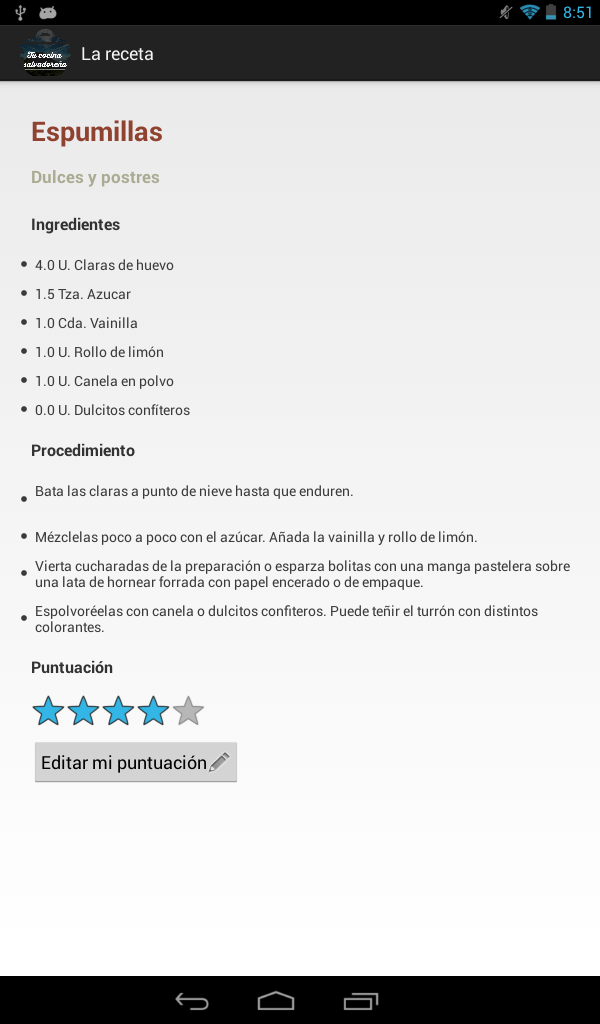 8:51
Tu cocina
salvadoreña
La receta
Espumillas
Dulces y postres
Ingredientes
4.0 U. Claras de huevo
1.5 Tza. Azucar
1.0 Cda. Vainilla
1.0 U. Rollo de limón
1.0 U. Canela en polvo
0.0 U. Dulcitos confíteros
Procedimiento
Bata las claras a punto de nieve hasta que enduren.
Mézclelas poco a poco con el azúcar. Añada la vainilla y rollo de limón.
Vierta cucharadas de la preparación o esparza bolitas con una manga pastelera sobre
una lata de hornear forrada con papel encerado o de empaque.
Espolvoréelas con canela o dulcitos confiteros. Puede teñir el turrón con distintos
colorantes.
Puntuación
Editar mi puntuación